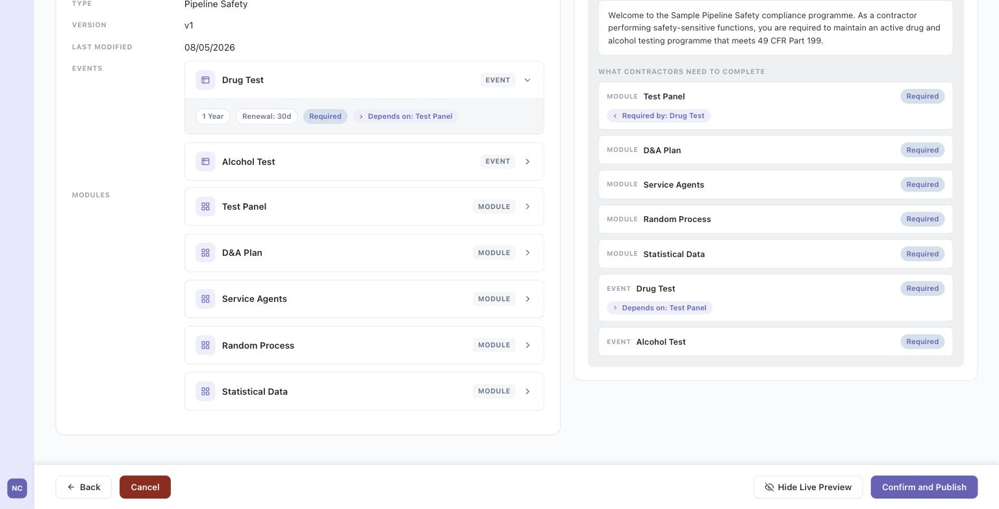 TYPE
Pipeline Safety
VERSION
v1
LAST MODIFIED
08/05/2026
EVENTS
Drug Test
EVENT
1 Year
Renewal: 30d
Required
Depends on: Test Panel
Alcohol Test
EVENT
MODULES
Test Panel
MODULE
D&A Plan
MODULE
Service Agents
MODULE
Random Process
MODULE
Statistical Data
MODULE
Welcome to the Sample Pipeline Safety compliance programme. As a contractor
performing safety-sensitive functions, you are required to maintain an active drug and
alcohol testing programme that meets 49 CFR Part 199.
WHAT CONTRACTORS NEED TO COMPLETE
MODULE Test Panel
Required
Required by: Drug Test
MODULE D&A Plan
Required
MODULE Service Agents
Required
MODULE Random Process
Required
MODULE Statistical Data
Required
EVENT Drug Test
Required
Depends on: Test Panel
EVENT Alcohol Test
Required
NC
Back
Cancel
Hide Live Preview
Confirm and Publish